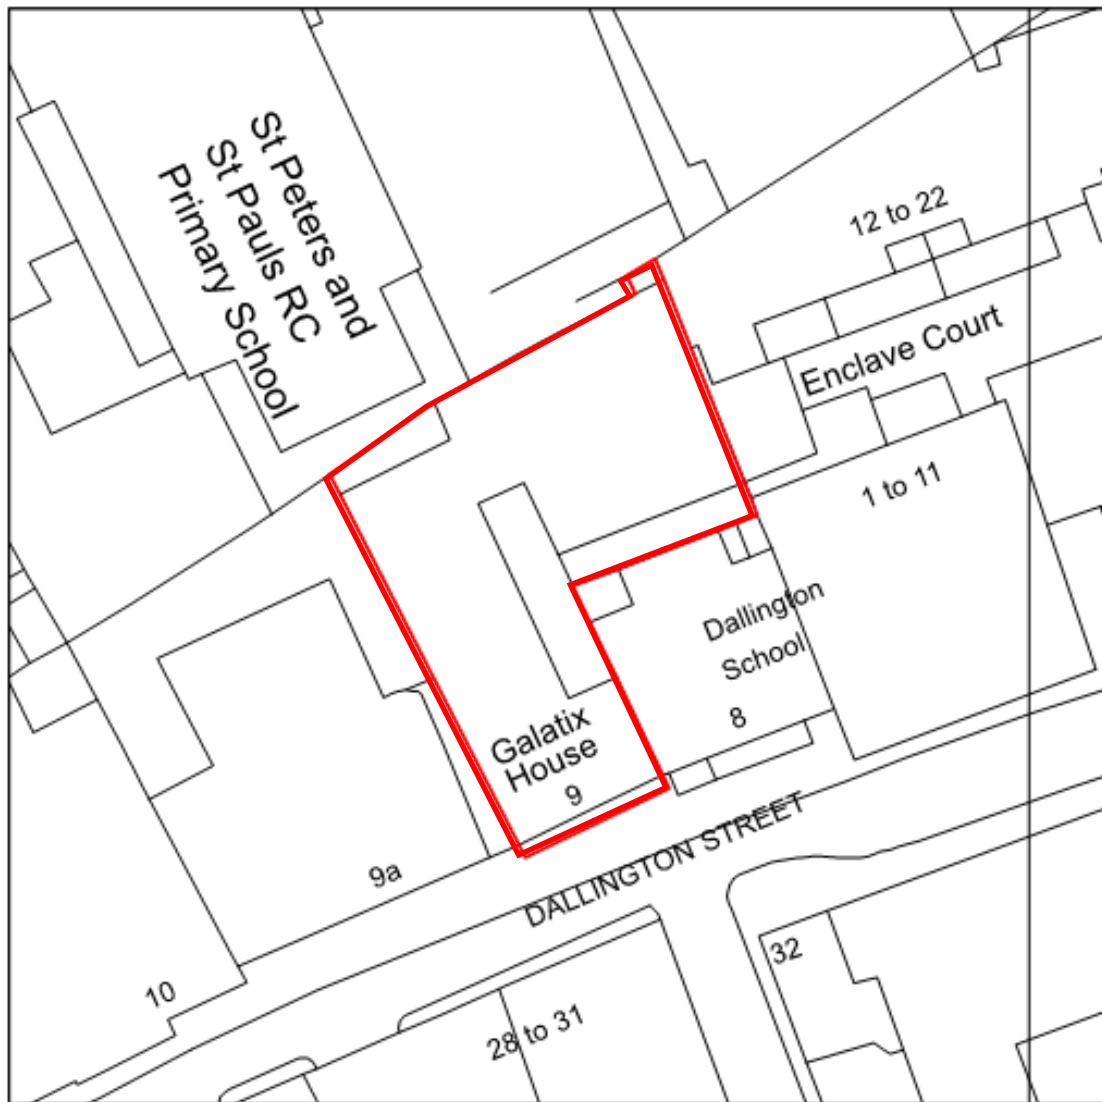 St Peters and
St Pauls RC
Primary School
12 to 22
Enclave Court
1 to 11
Dallington
School
8
Galatix
House
9
DALLINGTON STREET
9a
10
28 to 31
32